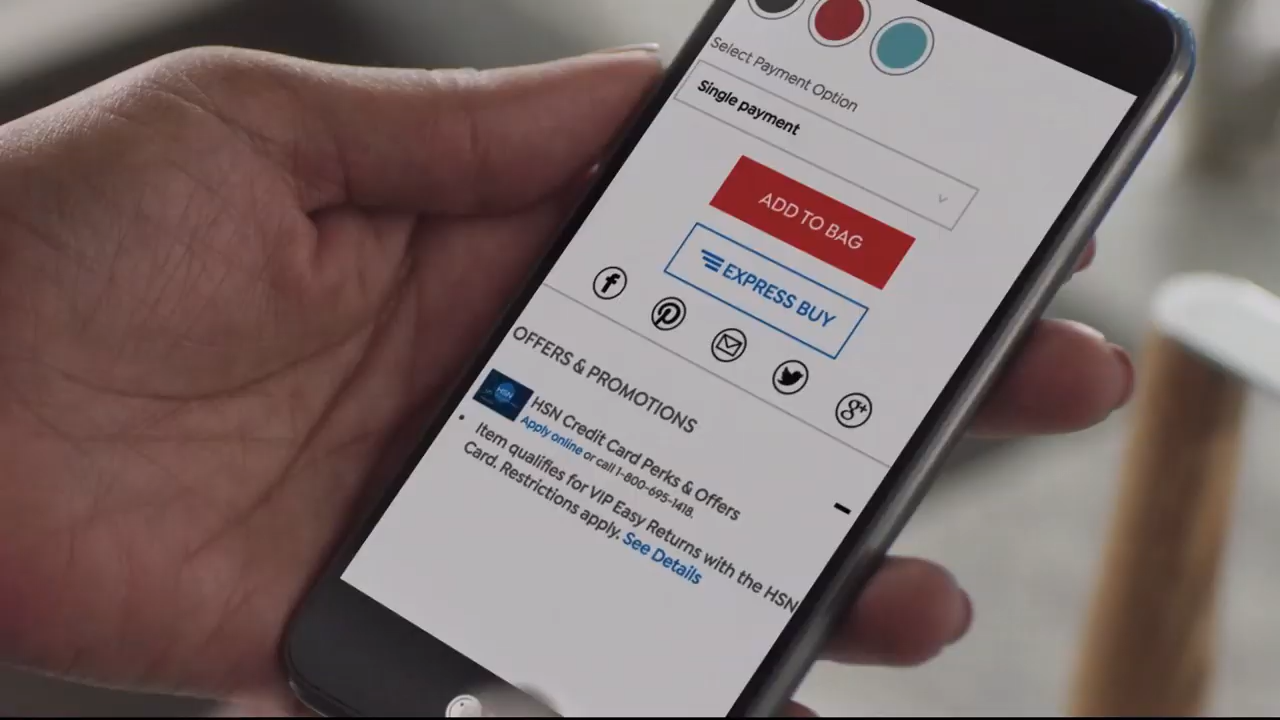 Select Payment Option
Single payment
ADD TO BAG
EXPRESS BUY
OFFERS & PROMOTIONS
HSN
HSN Credit Card Perks & Offers
Apply online or call 1-800-695-1418.
Item qualifies for VIP Easy Returns with the HSN
Card. Restrictions apply. See Details